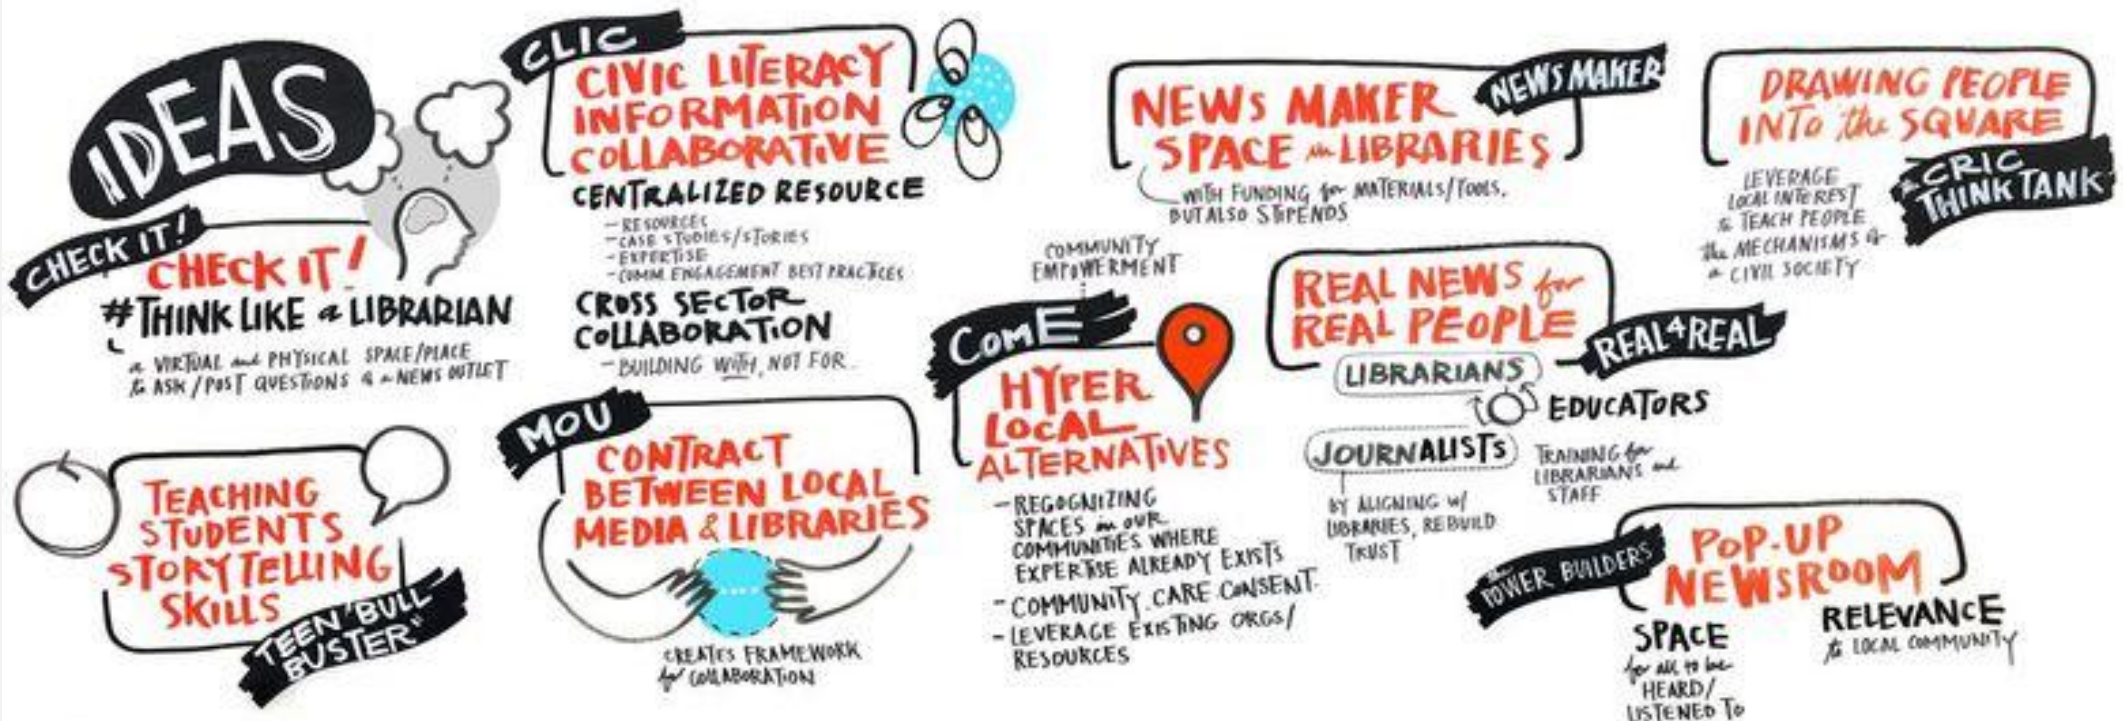 IDEAS
CHECK IT!
CHECK IT!
#THINK LIKE a LIBRARIAN
a VIRTUAL and PHYSICAL SPACE/PLACE
to ASK/POST QUESTIONS of a NEWS OUTLET
TEACHING
STUDENTS
STORYTELLING
SKILLS
TEEN "BULL
BUSTER"
CLIC
CIVIC LITERACY
INFORMATION
COLLABORATIVE
CENTRALIZED RESOURCE
- RESOURCES
- CASE STUDIES/STORIES
- EXPERTISE
- COMM ENGAGEMENT BEST PRACTICES
CROSS SECTOR
COLLABORATION
- BUILDING WITH, NOT FOR.
MOU
CONTRACT
BETWEEN LOCAL
MEDIA & LIBRARIES
CREATES FRAMEWORK
for COLLABORATION
COMMUNITY
EMPOWERMENT
COME
HYPER
LOCAL
ALTERNATIVES
- RECOGNIZING
SPACES in OUR
COMMUNITIES WHERE
EXPERTISE ALREADY EXISTS
- COMMUNITY. CARE. CONSENT.
- LEVERAGE EXISTING ORGS/
RESOURCES
NEWS MAKER
NEWS MAKER
SPACE in LIBRARIES
WITH FUNDING for MATERIALS/TOOLS,
BUT ALSO STIPENDS
REAL NEWS for
REAL PEOPLE
REAL4REAL
LIBRARIANS
EDUCATORS
JOURNALISTS
BY ALIGNING w/
LIBRARIES, REBUILD
TRUST
TRAINING for
LIBRARIANS and
STAFF
DRAWING PEOPLE
INTO the SQUARE
the CRIC
THINK TANK
LEVERAGE
LOCAL INTEREST
to TEACH PEOPLE
the MECHANISMS of
a CIVIL SOCIETY
the POWER BUILDERS
POP-UP
NEWSROOM
SPACE
for all to be
HEARD/
LISTENED TO
RELEVANCE
to LOCAL COMMUNITY